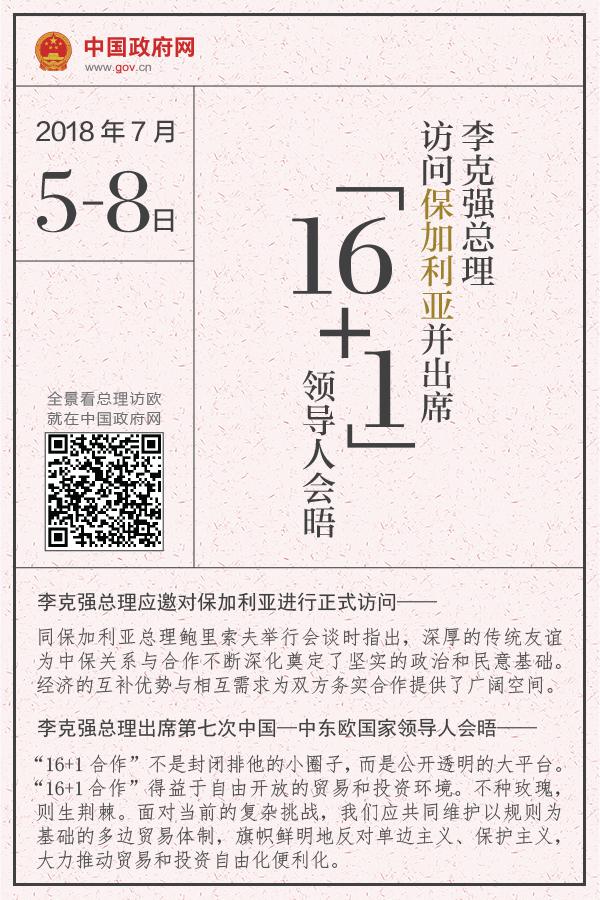 中国政府网
www.gov.cn
2018年7月
5-8日
李克强总理
访问保加利亚并出席
「16+1」
领导人会晤
全景看总理访欧
就在中国政府网
李克强总理应邀对保加利亚进行正式访问——
同保加利亚总理鲍里索夫举行会谈时指出，深厚的传统友谊
为中保关系与合作不断深化奠定了坚实的政治和民意基础。
经济的互补优势与相互需求为双方务实合作提供了广阔空间。
李克强总理出席第七次中国—中东欧国家领导人会晤——
“16+1 合作”不是封闭排他的小圈子，而是公开透明的大平台。
“16+1 合作”得益于自由开放的贸易和投资环境。不种玫瑰，
则生荆棘。面对当前的复杂挑战，我们应共同维护以规则为
基础的多边贸易体制，旗帜鲜明地反对单边主义、保护主义，
大力推动贸易和投资自由化便利化。